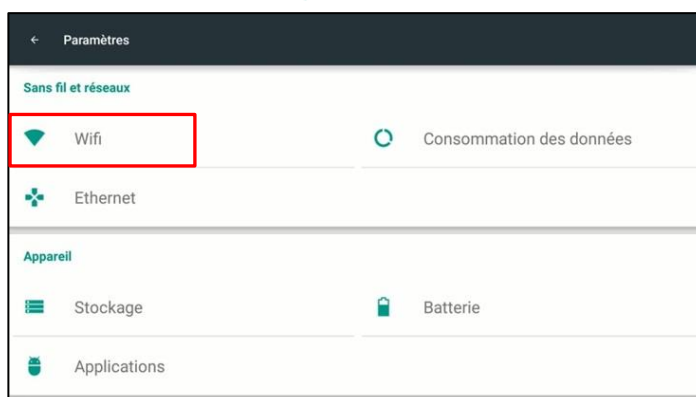 Paramètres
Sans fil et réseaux
Wifi
Consommation des données
Ethernet
Appareil
Stockage
Batterie
Applications